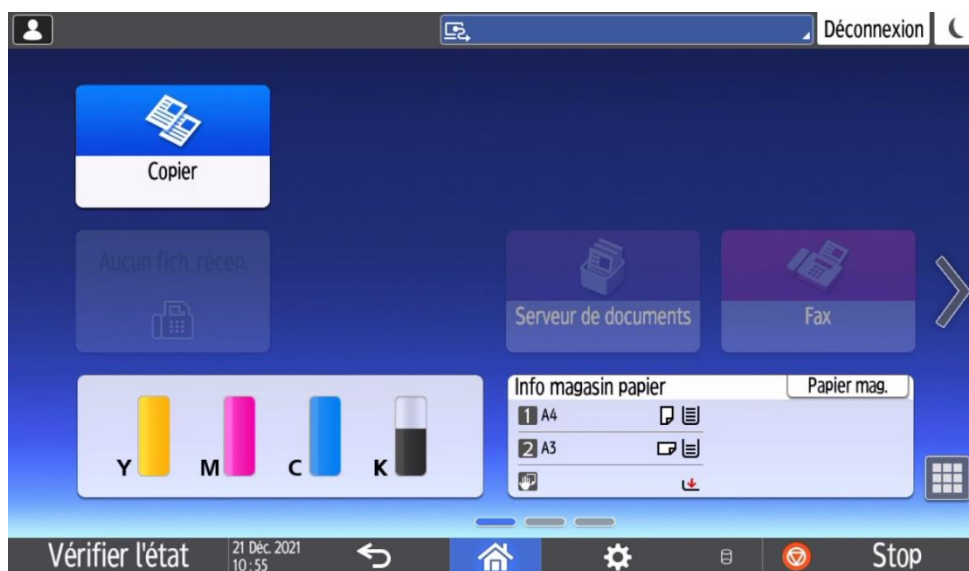 Déconnexion
Copier
Aucun fich. récep.
Serveur de documents
Fax
Y
M
C
K
Info magasin papier
Papier mag.
1 A4
2 A3
Vérifier l'état
21 Déc. 2021
10 : 55
Stop